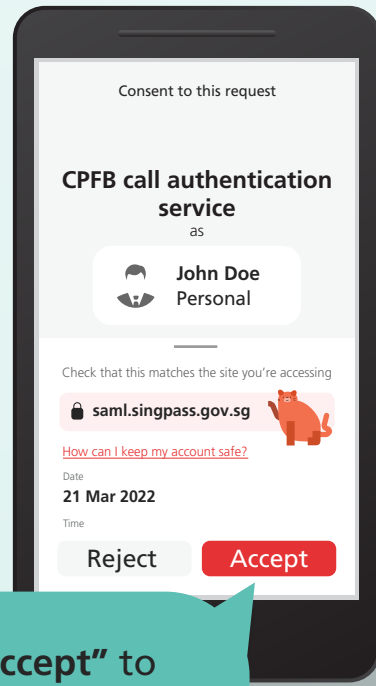 Consent to this request
CPFB call authentication
service
as
John Doe
Personal
Check that this matches the site you're accessing
saml.singpass.gov.sg
How can I keep my account safe?
Date
21 Mar 2022
Time
Reject
Accept
ccept" to